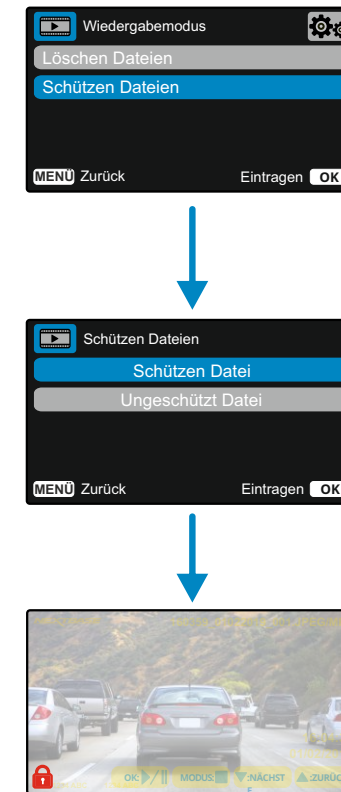 Wiedergabemodus
Löschen Dateien
Schützen Dateien
MENÜ Zurück Eintragen OK
Schützen Dateien
Schützen Datei
Ungeschützt Datei
MENÜ Zurück Eintragen OK
OK: MODUS: :NÄCHST :ZURÜC
E